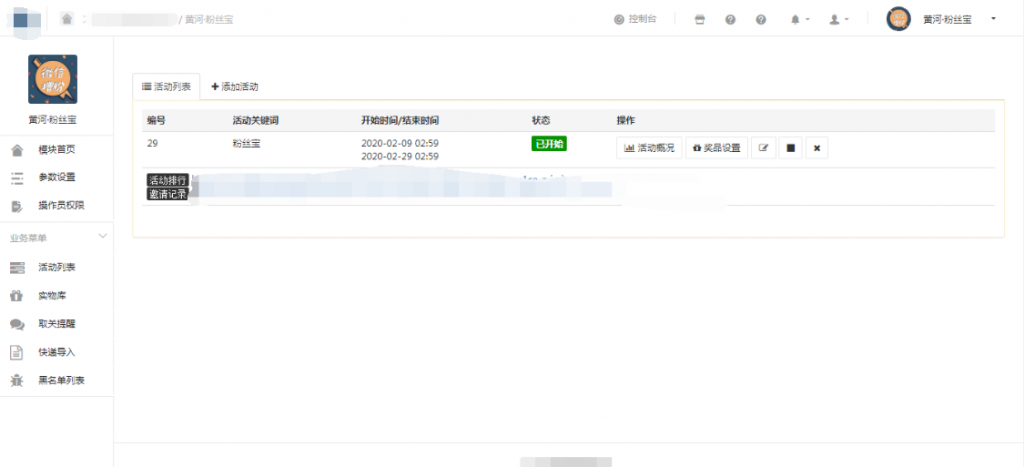 / 黄河·粉丝宝
控制台
黄河·粉丝宝
微信
增粉
黄河·粉丝宝
模块首页
参数设置
操作员权限
业务菜单
活动列表
实物库
取关提醒
快递导入
黑名单列表
活动列表
添加活动
编号 活动关键词 开始时间/结束时间 状态 操作
29 粉丝宝 2020-02-09 02:59 已开始 活动概况 奖品设置
2020-02-29 02:59
活动排行
邀请记录